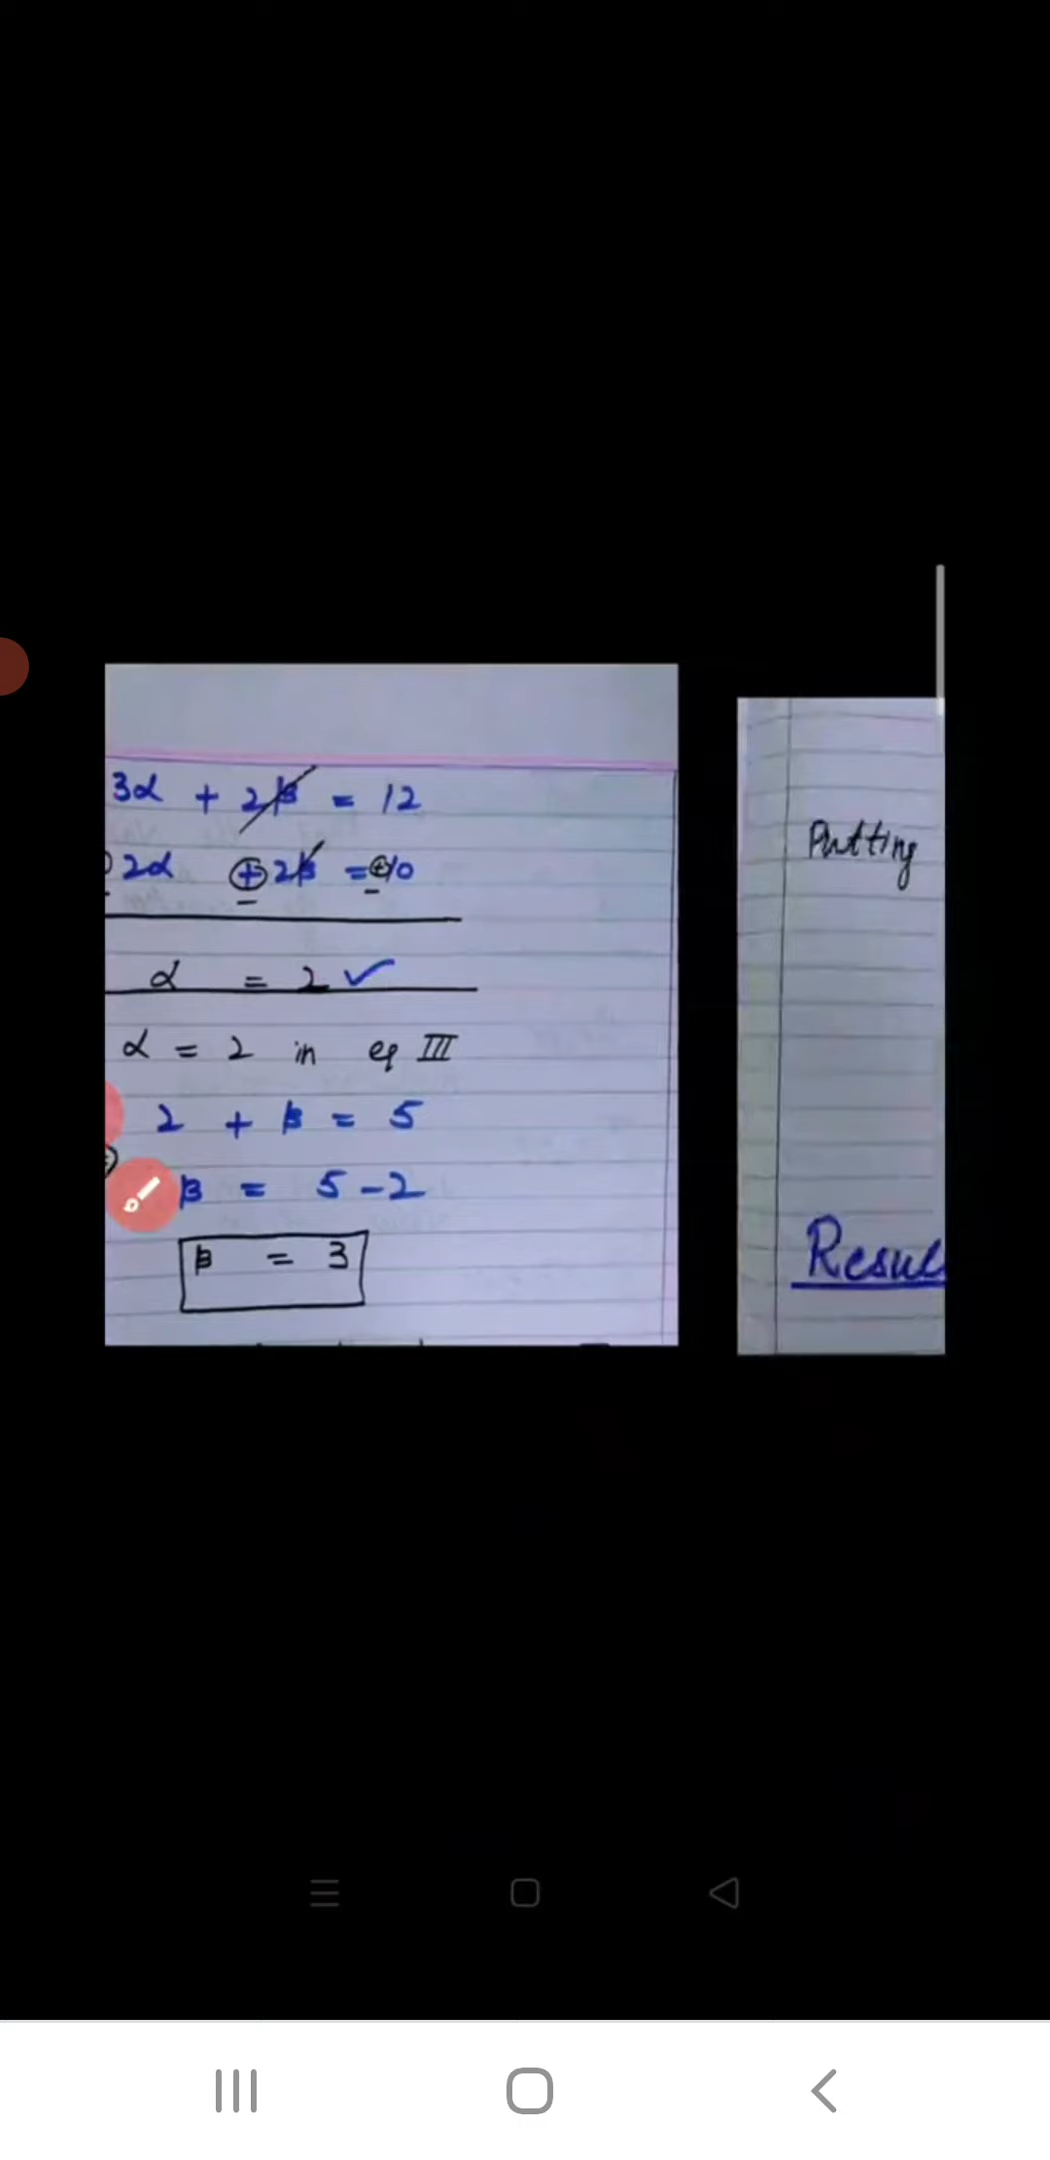 3α + 2β = 12
) 2α ⊕ 2β = ⊕10
− −
α = 2 ✓
α = 2 in eq III
2 + β = 5
β = 5 - 2
β = 3
Putting
Resul